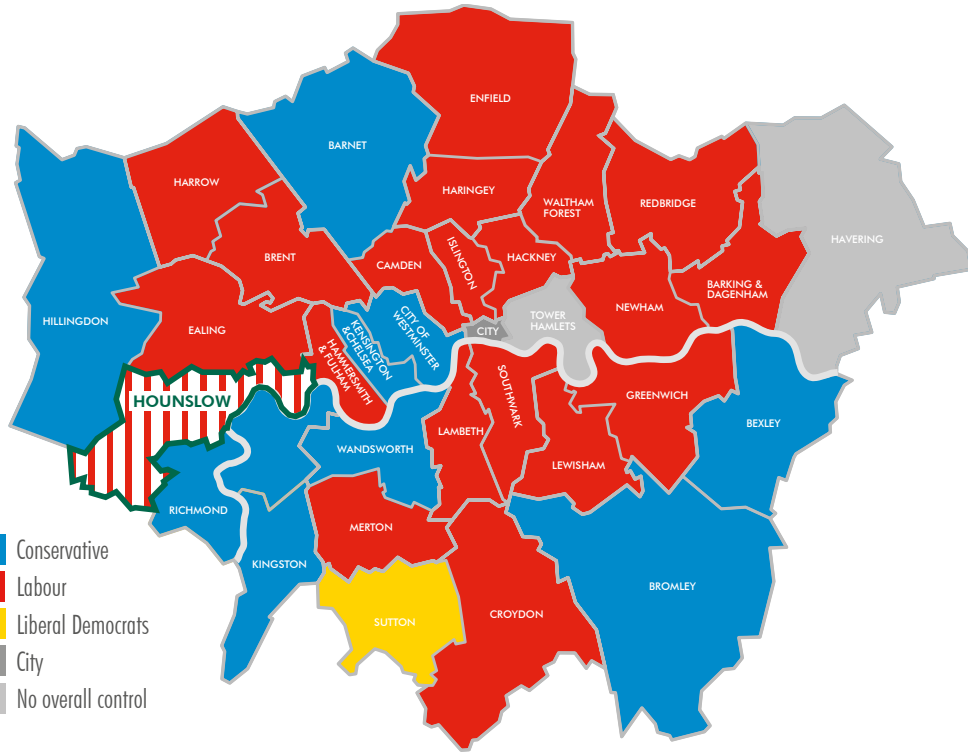 ENFIELD
BARNET
HARROW
HARINGEY
WALTHAM
FOREST
REDBRIDGE
HAVERING
BRENT
CAMDEN
ISLINGTON
HACKNEY
BARKING &
DAGENHAM
NEWHAM
HILLINGDON
EALING
TOWER
HAMLETS
CITY
CITY OF
WESTMINSTER
KENSINGTON
&CHELSEA
HAMMERSMITH
& FULHAM
HOUNSLOW
SOUTHWARK
GREENWICH
BEXLEY
LAMBETH
WANDSWORTH
LEWISHAM
RICHMOND
MERTON
KINGSTON
BROMLEY
SUTTON
CROYDON
Conservative
Labour
Liberal Democrats
City
No overall control